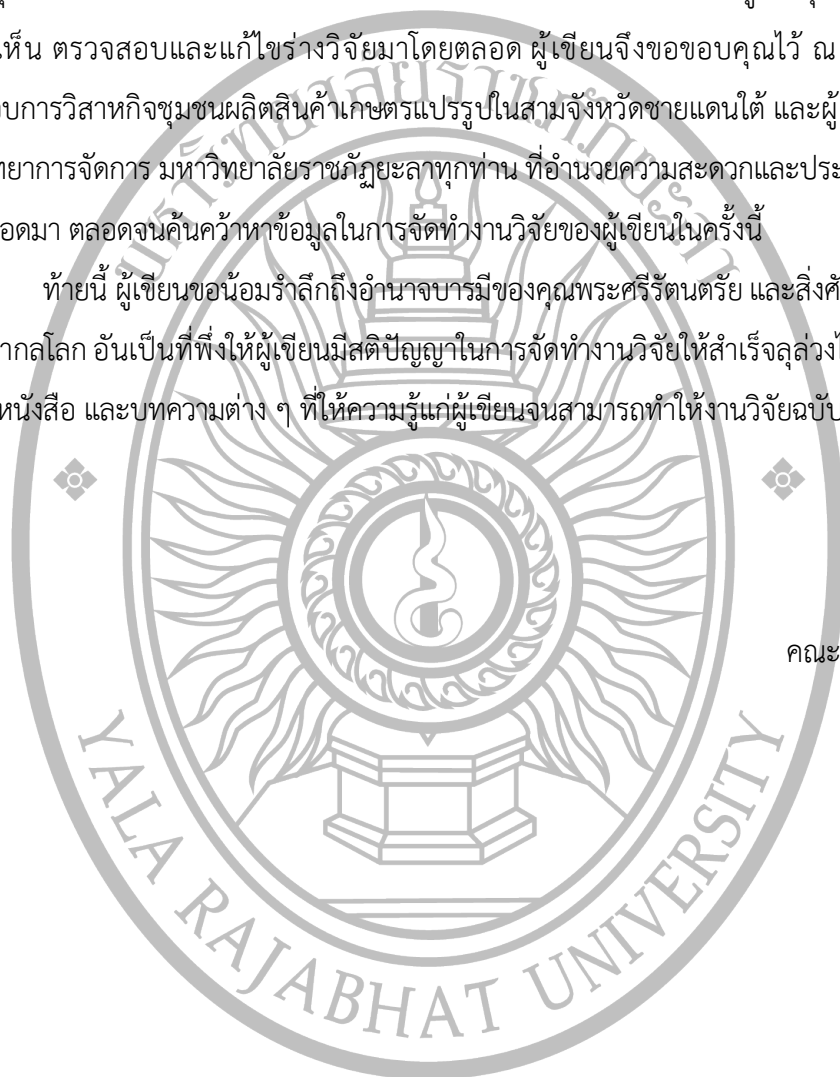 เห็น ตรวจสอบและแก้ไขร่างวิจัยมาโดยตลอด ผู้เขียนจึงขอขอบคุณไว้ ณ
บการวิสาหกิจชุมชนผลิตสินค้าเกษตรแปรรูปในสามจังหวัดชายแดนใต้ และผู้
ทยาการจัดการ มหาวิทยาลัยราชภัฏยะลาทุกท่าน ที่อำนวยความสะดวกและประ
อดมา ตลอดจนค้นคว้าหาข้อมูลในการจัดทำงานวิจัยของผู้เขียนในครั้งนี้
ท้ายนี้ ผู้เขียนขอน้อมรำลึกถึงอำนาจบารมีของคุณพระศรีรัตนตรัย และสิ่งศั
ากลโลก อันเป็นที่พึ่งให้ผู้เขียนมีสติปัญญาในการจัดทำงานวิจัยให้สำเร็จลุล่วง
หนังสือ และบทความต่าง ๆ ที่ให้ความรู้แก่ผู้เขียนจนสามารถทำให้งานวิจัยฉบับ
คณะ
มหาวิทยาลัยราชภัฏยะลา
YALA RAJABHAT UNIVERSITY